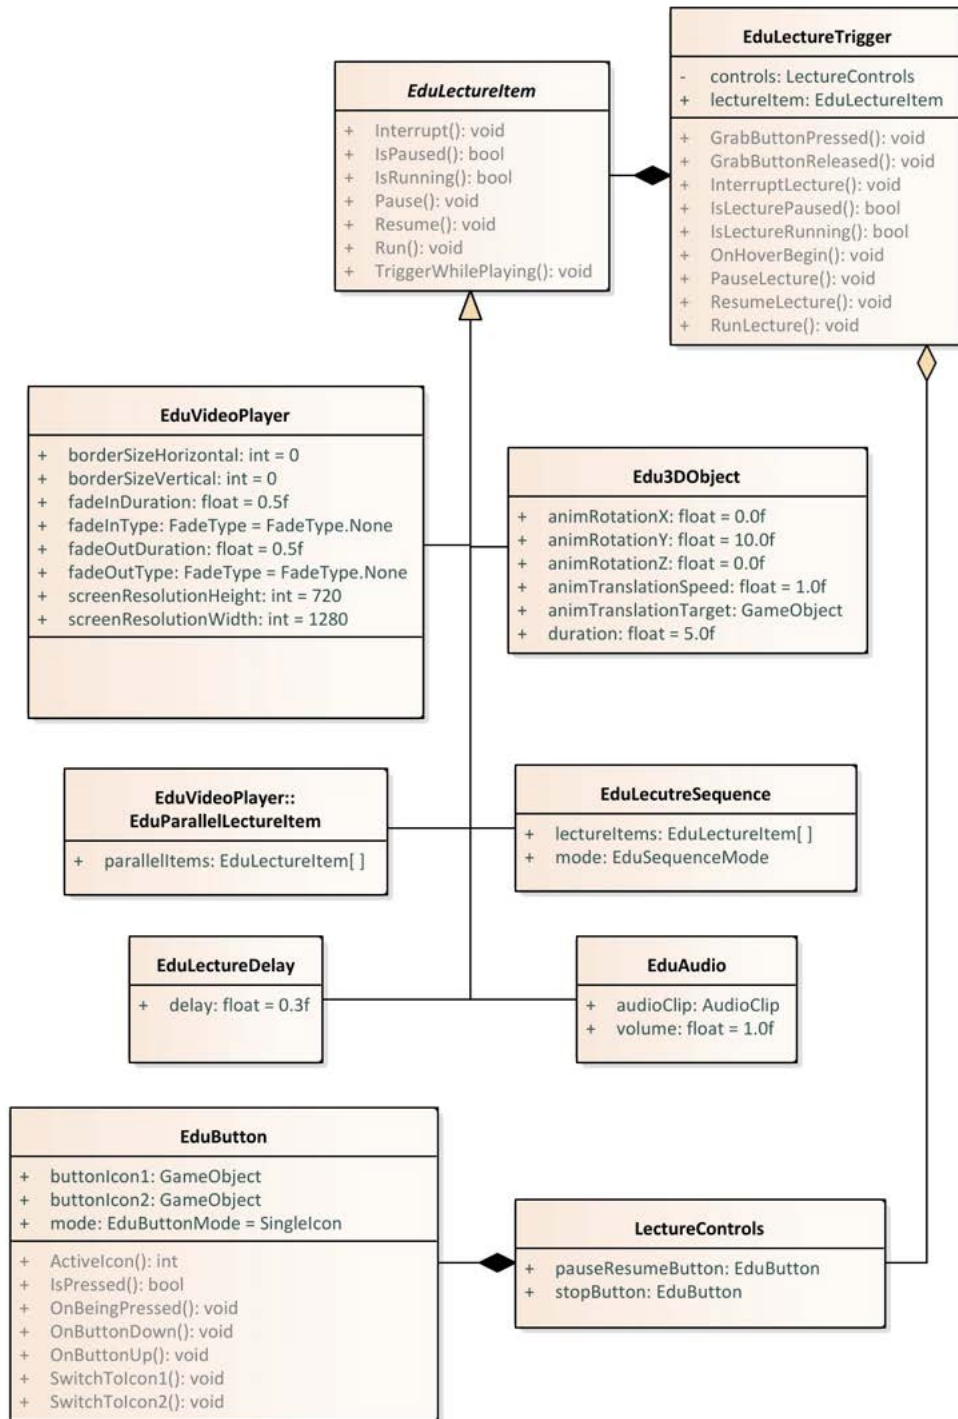 EduLectureTrigger
- controls: LectureControls
+ lectureItem: EduLectureItem
+ GrabButtonPressed(): void
+ GrabButtonReleased(): void
+ InterruptLecture(): void
+ IsLecturePaused(): bool
+ IsLectureRunning(): bool
+ OnHoverBegin(): void
+ PauseLecture(): void
+ ResumeLecture(): void
+ RunLecture(): void
EduLectureItem
+ Interrupt(): void
+ IsPaused(): bool
+ IsRunning(): bool
+ Pause(): void
+ Resume(): void
+ Run(): void
+ TriggerWhilePlaying(): void
EduVideoPlayer
+ borderSizeHorizontal: int = 0
+ borderSizeVertical: int = 0
+ fadeInDuration: float = 0.5f
+ fadeInType: FadeType = FadeType.None
+ fadeOutDuration: float = 0.5f
+ fadeOutType: FadeType = FadeType.None
+ screenResolutionHeight: int = 720
+ screenResolutionWidth: int = 1280
Edu3DObject
+ animRotationX: float = 0.0f
+ animRotationY: float = 10.0f
+ animRotationZ: float = 0.0f
+ animTranslationSpeed: float = 1.0f
+ animTranslationTarget: GameObject
+ duration: float = 5.0f
EduVideoPlayer::
EduParallelLectureItem
+ parallelItems: EduLectureItem[ ]
EduLecutreSequence
+ lectureItems: EduLectureItem[ ]
+ mode: EduSequenceMode
EduLectureDelay
+ delay: float = 0.3f
EduAudio
+ audioClip: AudioClip
+ volume: float = 1.0f
EduButton
+ buttonIcon1: GameObject
+ buttonIcon2: GameObject
+ mode: EduButtonMode = SingleIcon
+ ActiveIcon(): int
+ IsPressed(): bool
+ OnBeingPressed(): void
+ OnButtonDown(): void
+ OnButtonUp(): void
+ SwitchToIcon1(): void
+ SwitchToIcon2(): void
LectureControls
+ pauseResumeButton: EduButton
+ stopButton: EduButton